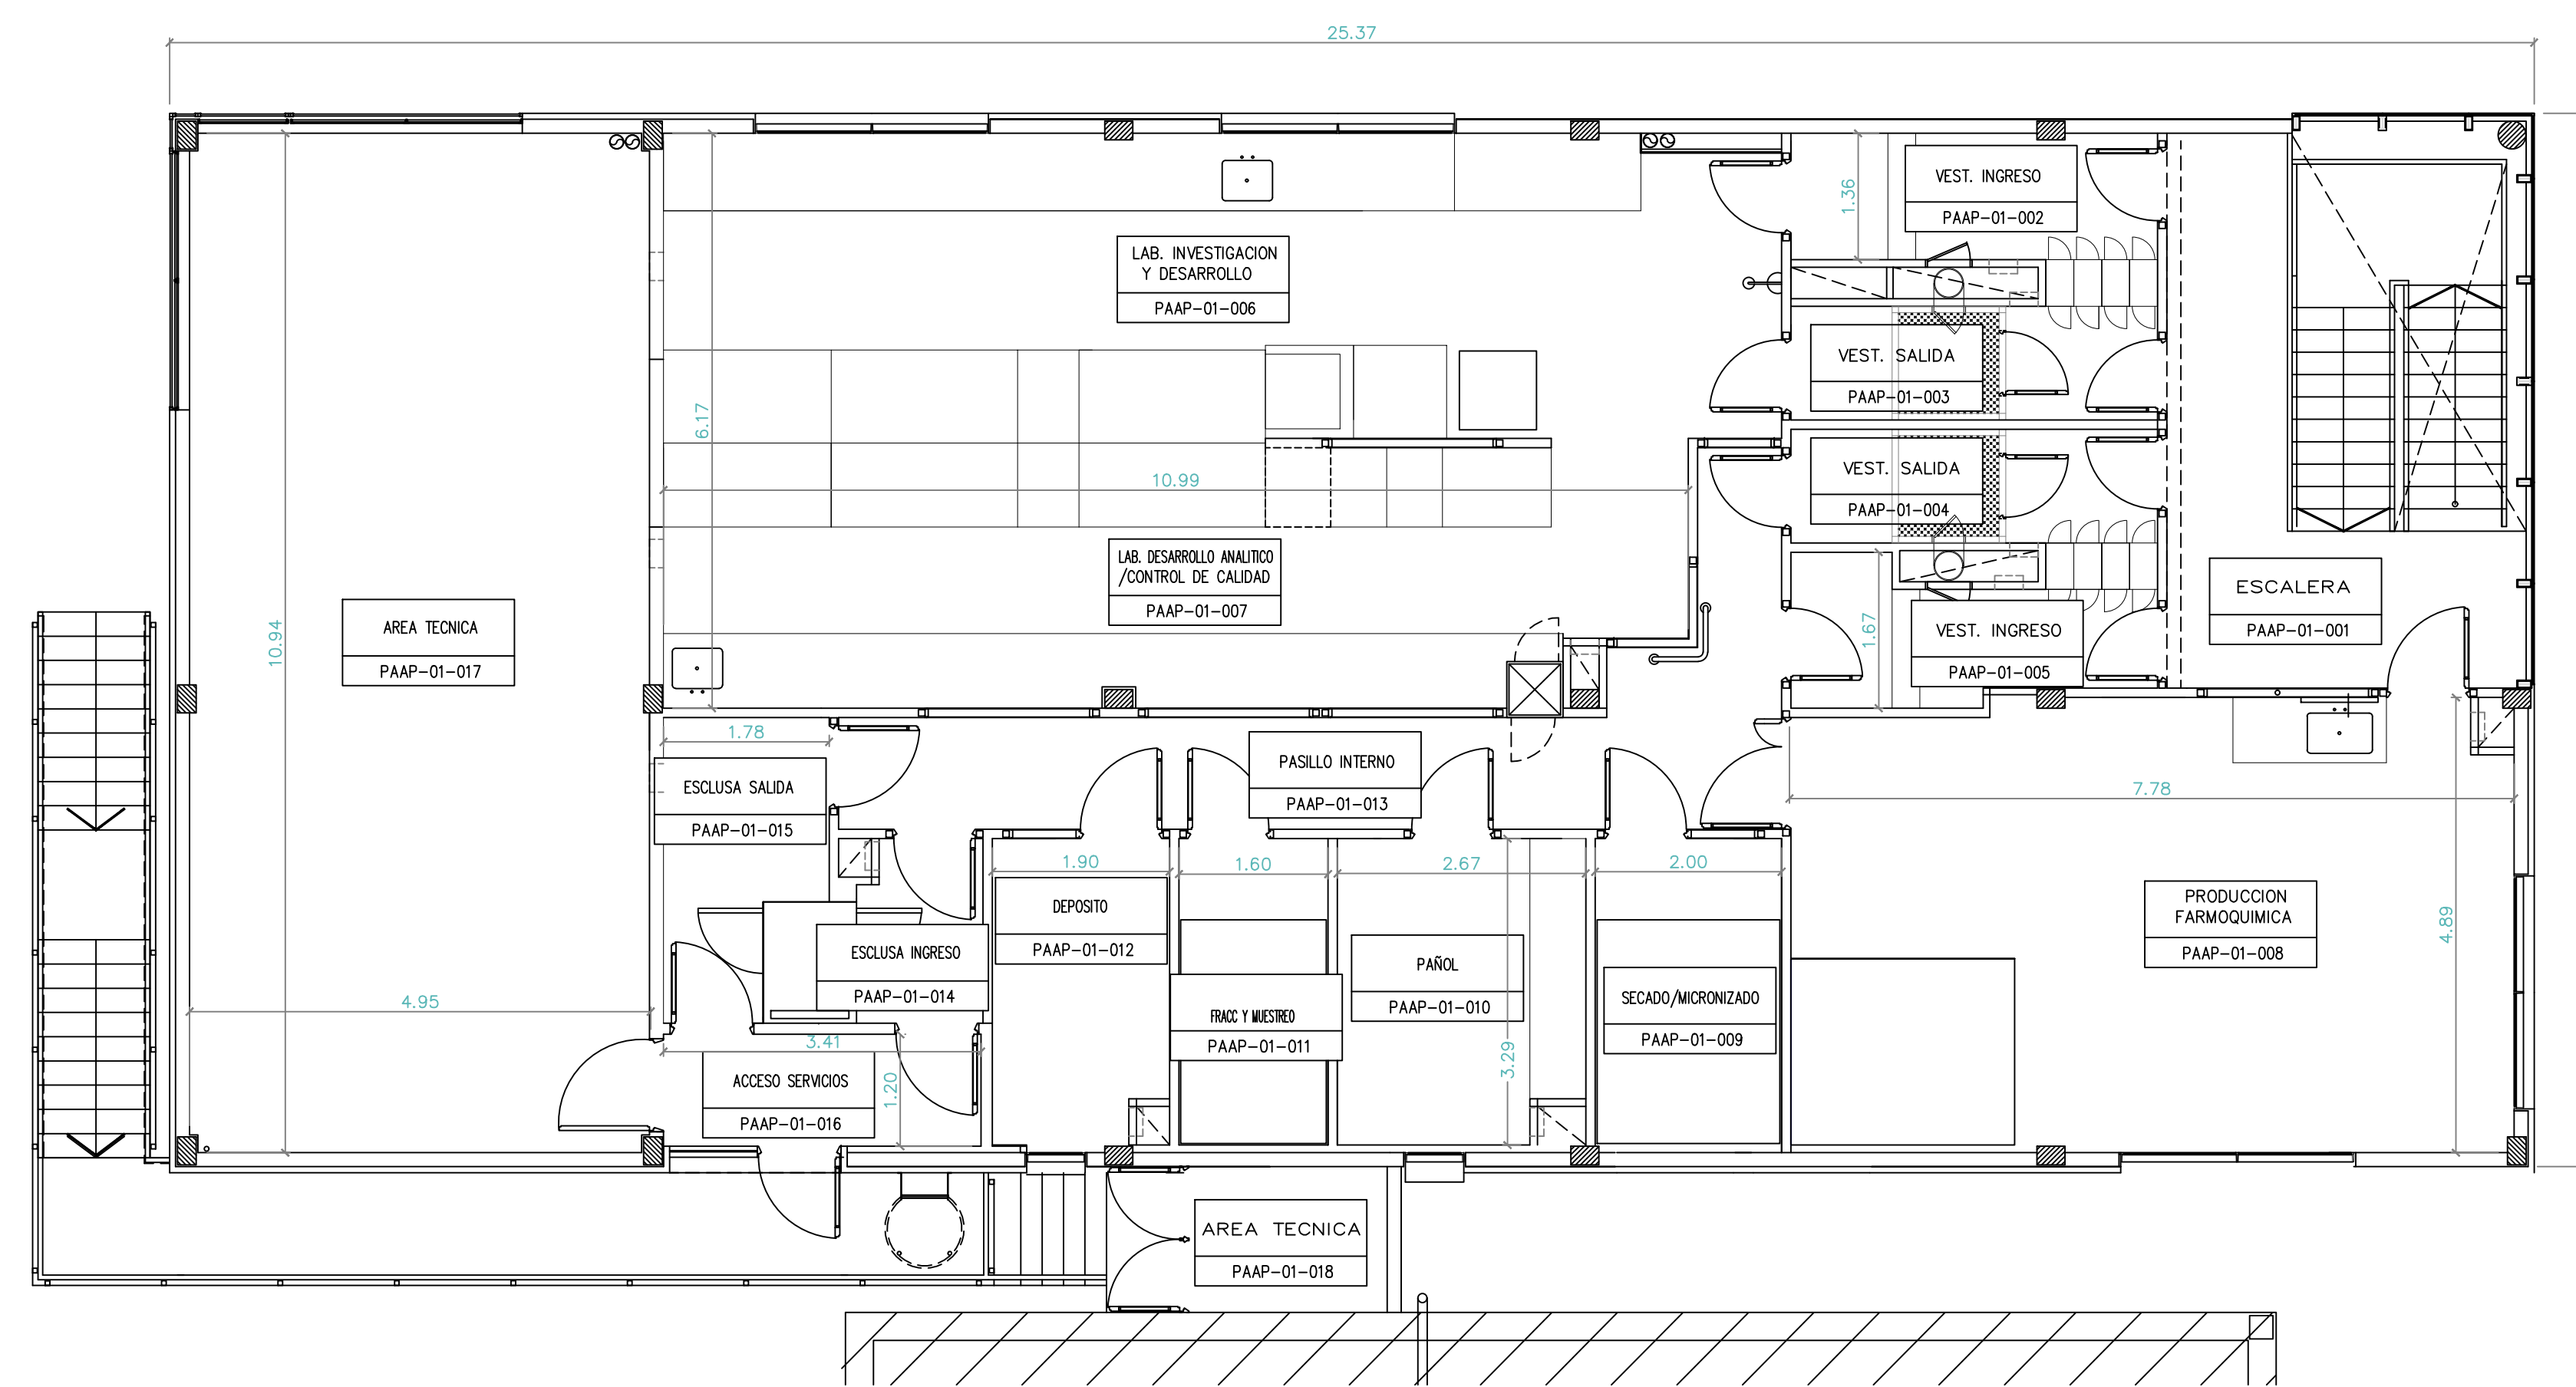 25.37
VEST. INGRESO
PAAP-01-002
1.36
LAB. INVESTIGACION
Y DESARROLLO
PAAP-01-006
VEST. SALIDA
PAAP-01-003
6.17
VEST. SALIDA
PAAP-01-004
10.99
LAB. DESARROLLO ANALITICO
/CONTROL DE CALIDAD
PAAP-01-007
ESCALERA
PAAP-01-001
AREA TECNICA
PAAP-01-017
10.94
1.67
VEST. INGRESO
PAAP-01-005
1.78
PASILLO INTERNO
PAAP-01-013
ESCLUSA SALIDA
PAAP-01-015
7.78
1.90
1.60
2.67
2.00
DEPOSITO
PAAP-01-012
PRODUCCION
FARMOQUIMICA
PAAP-01-008
4.89
ESCLUSA INGRESO
PAAP-01-014
PAÑOL
PAAP-01-010
SECADO/MICRONIZADO
PAAP-01-009
4.95
FRACC Y MUESTREO
PAAP-01-011
3.41
3.29
1.20
ACCESO SERVICIOS
PAAP-01-016
AREA TECNICA
PAAP-01-018